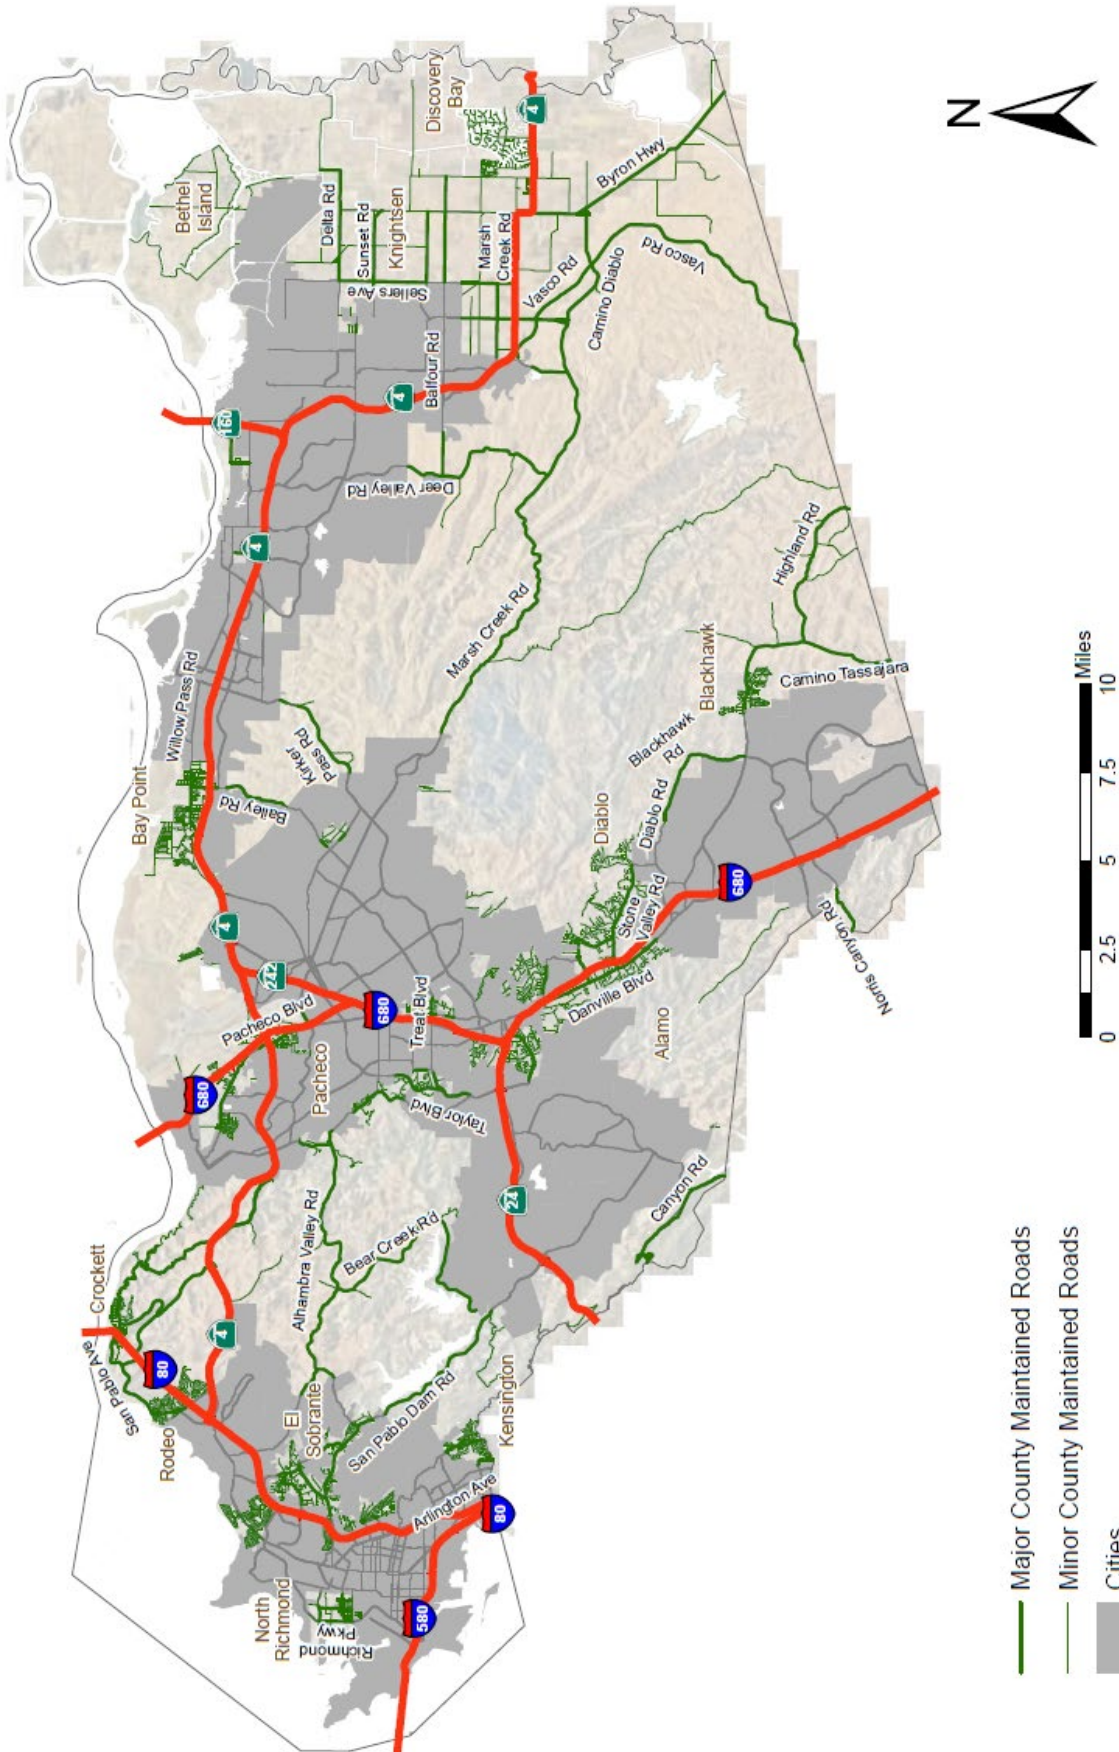 Crockett
San Pablo Ave
80
Rodeo
4
El
Sobrante
San Pablo Dam Rd
Kensington
Arlington Ave
80
North
Richmond
Richmond
Pkwy
580
Alhambra Valley Rd
Bear Creek Rd
680
Pacheco Blvd
Pacheco
242
4
680
Treat Blvd
Taylor Blvd
24
Canyon Rd
Bay Point
Willow Pass Rd
Bailey Rd
Kirker
Pass Rd
Marsh Creek Rd
Danville Blvd
Alamo
Stone
Valley Rd
Diablo
Diablo Rd
Blackhawk
Rd
Blackhawk
680
Norris Canyon Rd
Camino Tassajara
Highland Rd
4
160
Deer Valley Rd
4
Balfour Rd
Bethel
Island
Delta Rd
Sunset Rd
Knightsen
Sellers Ave
Marsh
Creek Rd
Discovery
Bay
4
Byron Hwy
Vasco Rd
Camino Diablo
Vasco Rd
N
0 2.5 5 7.5 10
Miles
Major County Maintained Roads
Minor County Maintained Roads
Cities